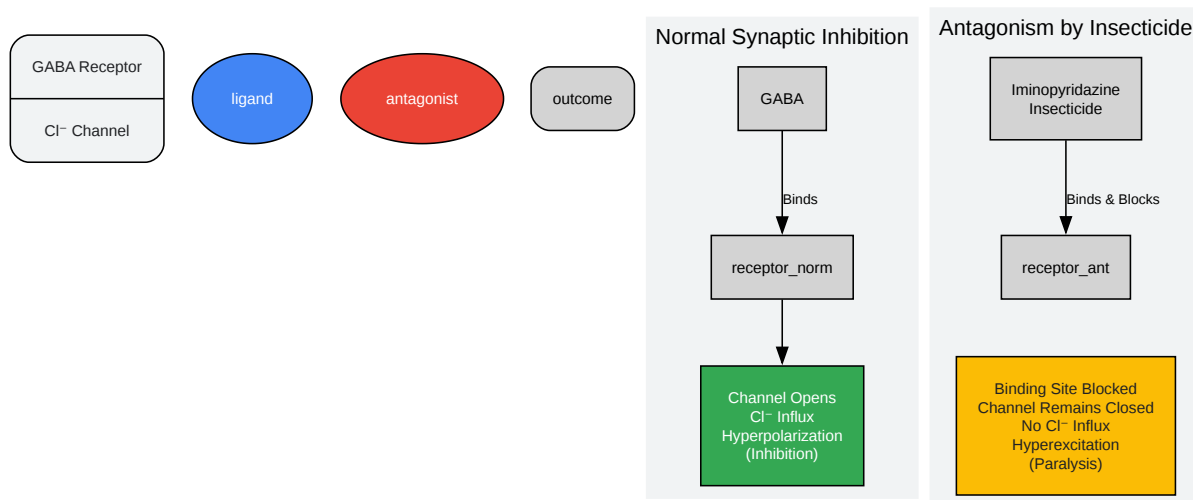 GABA Receptor
Cl⁻ Channel
ligand
antagonist
outcome
Normal Synaptic Inhibition
GABA
Binds
receptor_norm
Channel Opens
Cl⁻ Influx
Hyperpolarization
(Inhibition)
Antagonism by Insecticide
Iminopyridazine
Insecticide
Binds & Blocks
receptor_ant
Binding Site Blocked
Channel Remains Closed
No Cl⁻ Influx
Hyperexcitation
(Paralysis)